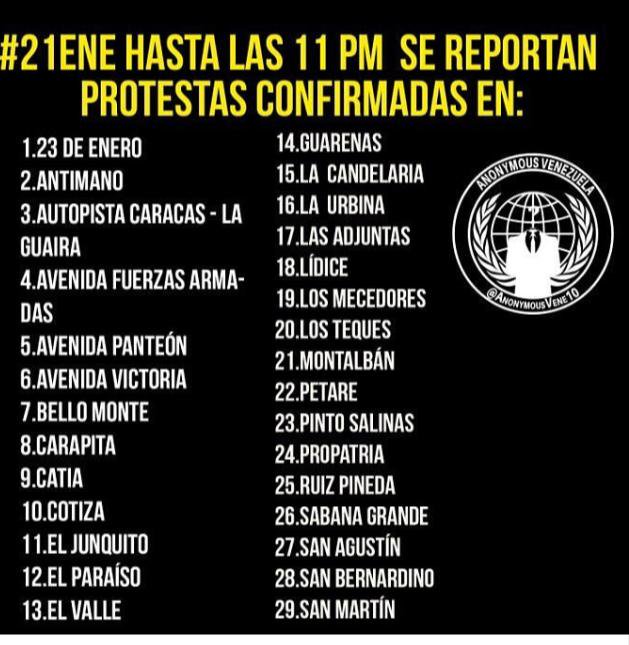 #21ENE HASTA LAS 11 PM SE REPORTAN
PROTESTAS CONFIRMADAS EN:
1.23 DE ENERO
2.ANTIMANO
3.AUTOPISTA CARACAS - LA
GUAIRA
4.AVENIDA FUERZAS ARMA-
DAS
5.AVENIDA PANTEÓN
6.AVENIDA VICTORIA
7.BELLO MONTE
8.CARAPITA
9.CATIA
10.COTIZA
11.EL JUNQUITO
12.EL PARAÍSO
13.EL VALLE
14.GUARENAS
15.LA CANDELARIA
16.LA URBINA
17.LAS ADJUNTAS
18.LÍDICE
19.LOS MECEDORES
20.LOS TEQUES
21.MONTALBÁN
22.PETARE
23.PINTO SALINAS
24.PROPATRIA
25.RUIZ PINEDA
26.SABANA GRANDE
27.SAN AGUSTÍN
28.SAN BERNARDINO
29.SAN MARTÍN
ANONYMOUS VENEZUELA
@ANONYMOUSVENE10